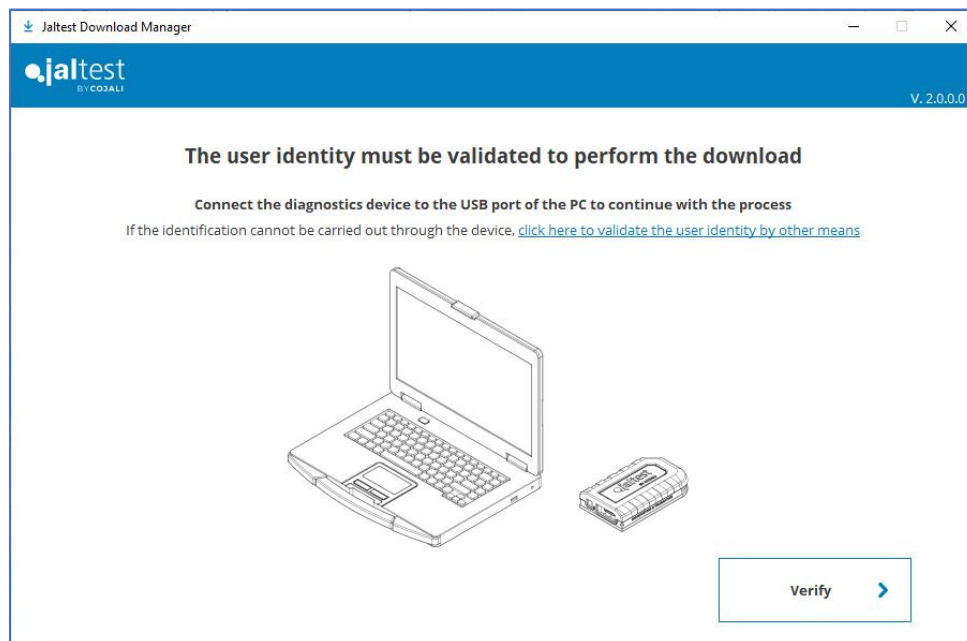 Jaltest Download Manager
jaltest
BY COJALI
V. 2.0.0.0
The user identity must be validated to perform the download
Connect the diagnostics device to the USB port of the PC to continue with the process
If the identification cannot be carried out through the device, click here to validate the user identity by other means
jaltest
Verify